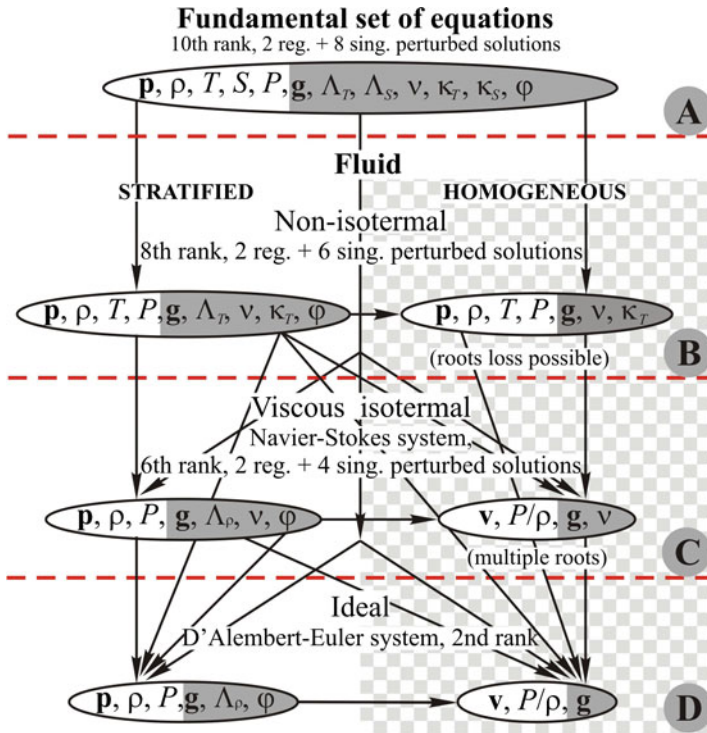 Fundamental set of equations
10th rank, 2 reg. + 8 sing. perturbed solutions
p, ρ, T, S, P, g, Λ_T, Λ_S, ν, κ_T, κ_S, φ
A
Fluid
STRATIFIED HOMOGENEOUS
Non-isotermal
8th rank, 2 reg. + 6 sing. perturbed solutions
p, ρ, T, P, g, Λ_T, ν, κ_T, φ
p, ρ, T, P, g, ν, κ_T
(roots loss possible)
B
Viscous isotermal
Navier-Stokes system,
6th rank, 2 reg. + 4 sing. perturbed solutions
p, ρ, P, g, Λ_ρ, ν, φ
v, P/ρ, g, ν
(multiple roots)
C
Ideal
D'Alembert-Euler system, 2nd rank
p, ρ, P, g, Λ_ρ, φ
v, P/ρ, g
D